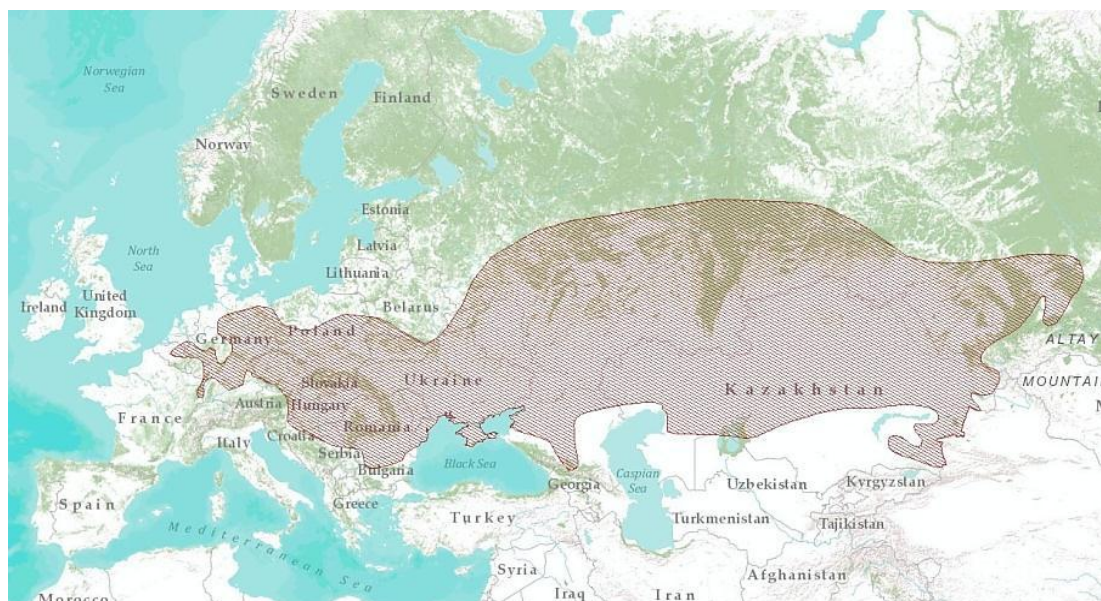 Norwegian
Sea
Sweden
Finland
Norway
Estonia
North
Sea
Latvia
Lithuania
Ireland
United
Kingdom
Belarus
Germany
Poland
ALTAY
Slovakia
Ukraine
Kazakhstan
MOUNTAI
France
Austria
Hungary
Romania
Italy
Croatia
Serbia
Bulgaria
Black Sea
Caspian
Sea
Georgia
Uzbekistan
Kyrgyzstan
Spain
Greece
Turkey
Turkmenistan
Tajikistan
Mediterranean Sea
Syria
Afghanistan
Morocco
Iraq
Iran